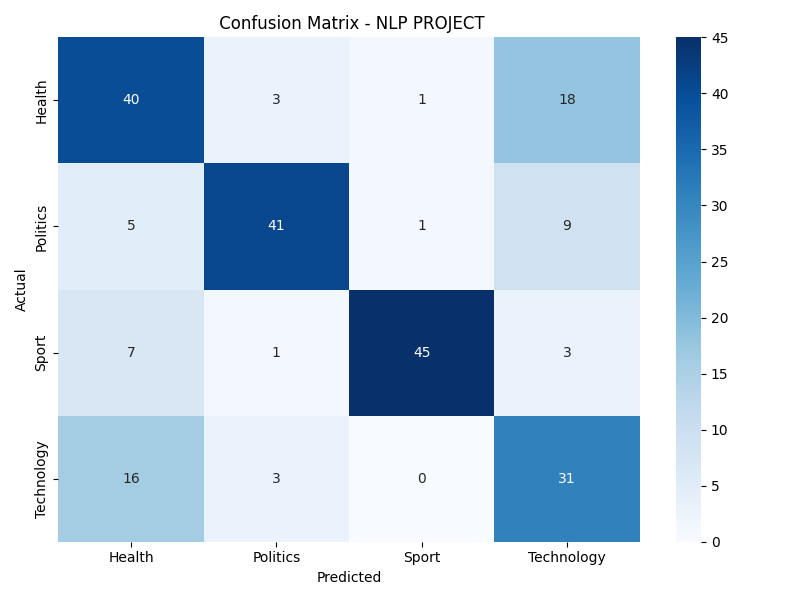 Confusion Matrix - NLP PROJECT
Actual
Health
40 3 1 18
Politics
5 41 1 9
Sport
7 1 45 3
Technology
16 3 0 31
Health Politics Sport Technology
Predicted
45
40
35
30
25
20
15
10
5
0